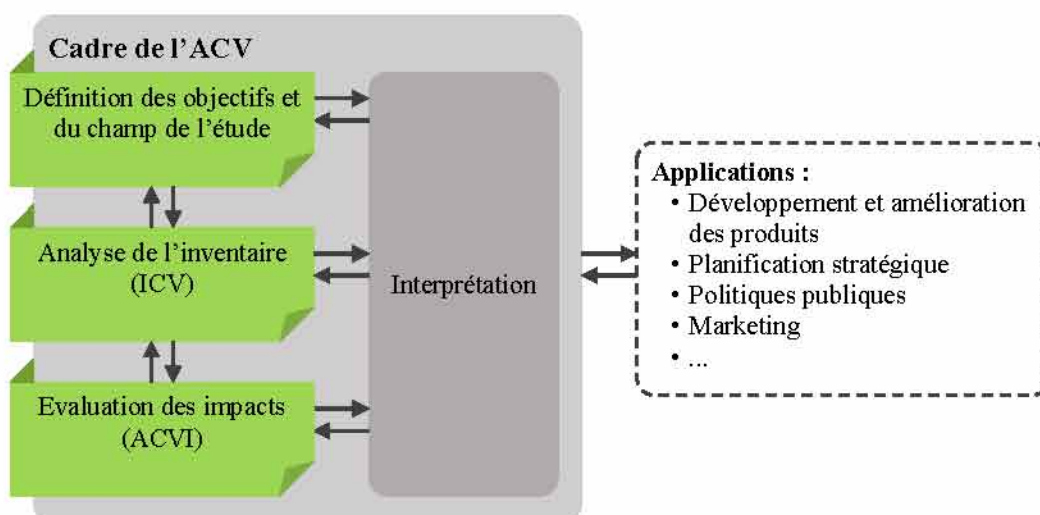 Cadre de l’ACV
Définition des objectifs et
du champ de l’étude
Analyse de l’inventaire
(ICV)
Evaluation des impacts
(ACVI)
Interprétation
Applications :
• Développement et amélioration
des produits
• Planification stratégique
• Politiques publiques
• Marketing
• ...